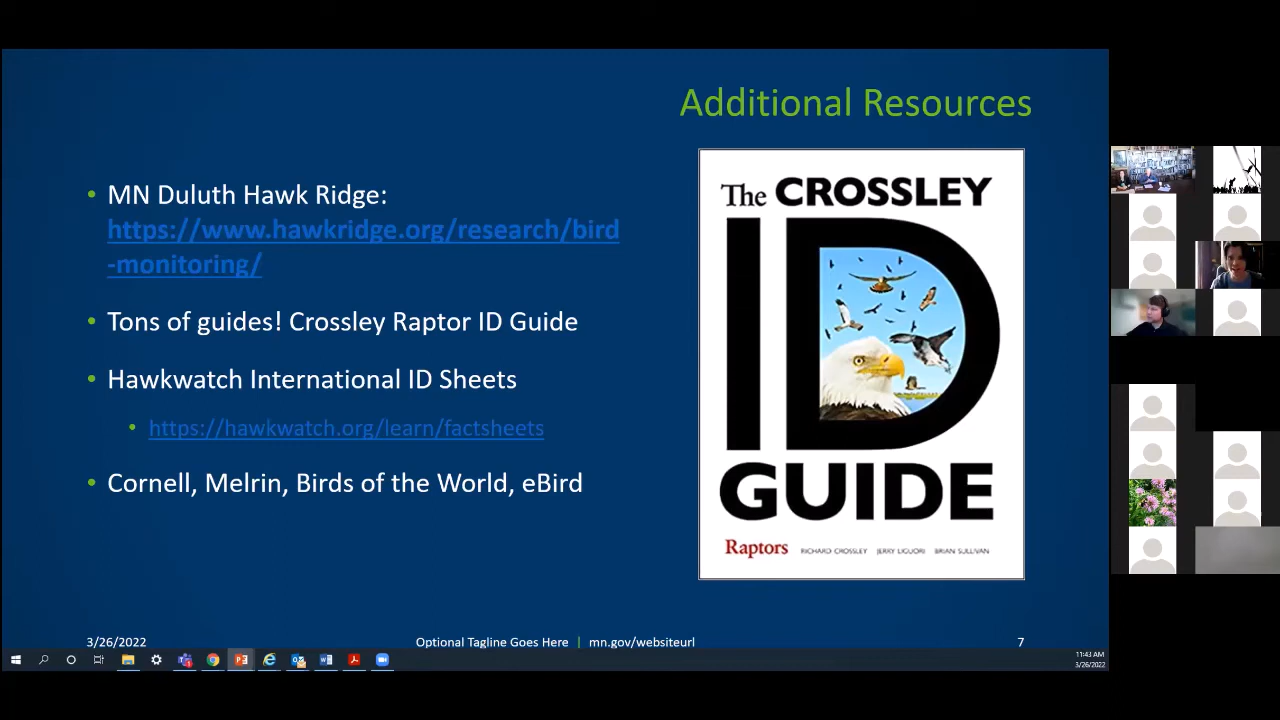 Additional Resources
• MN Duluth Hawk Ridge:
https://www.hawkridge.org/research/bird
-monitoring/
• Tons of guides! Crossley Raptor ID Guide
• Hawkwatch International ID Sheets
• https://hawkwatch.org/learn/factsheets
• Cornell, Melrin, Birds of the World, eBird
The CROSSLEY
ID
GUIDE
Raptors RICHARD CROSSLEY JERRY LIGUORI BRIAN SULLIVAN
3/26/2022 Optional Tagline Goes Here | mn.gov/websiteurl 7
11:43 AM
3/26/2022